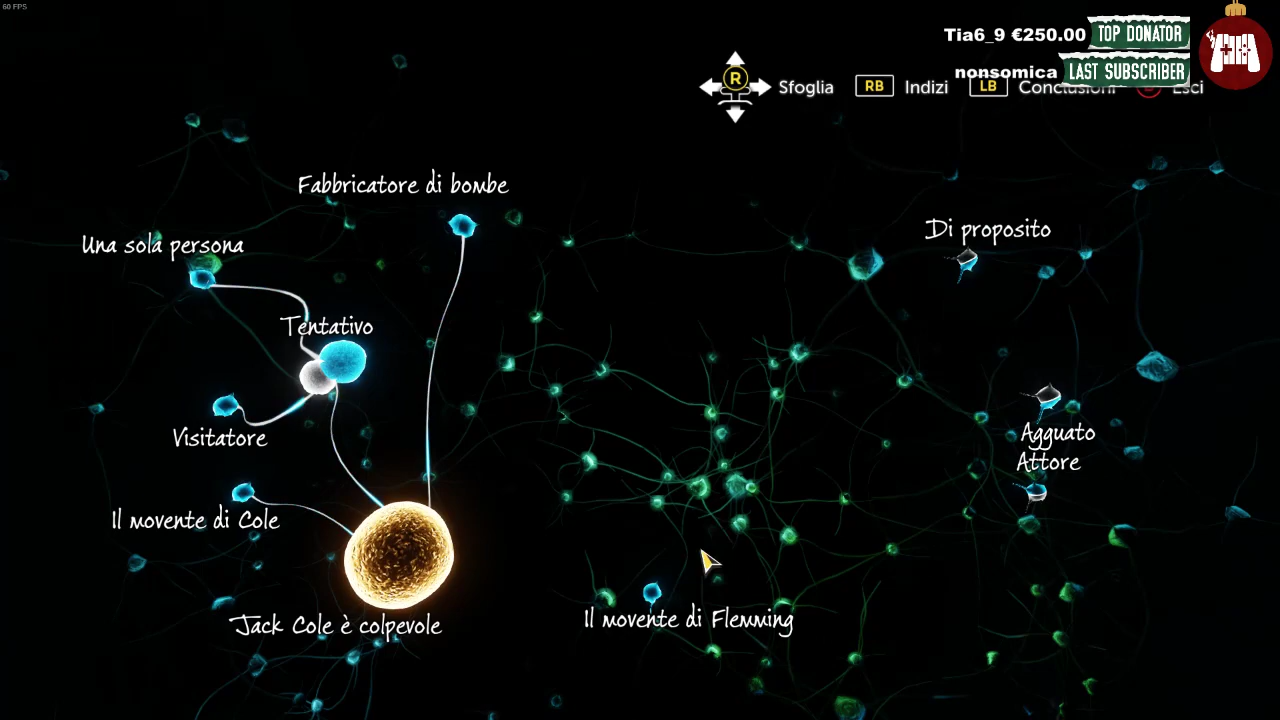 60 FPS
Tia6_9 €250.00 TOP DONATOR
nonsomica LAST SUBSCRIBER
R Sfoglia RB Indizi LB Conclusioni Esci
Fabbricatore di bombe
Una sola persona
Di proposito
Tentativo
Visitatore
Agguato
Attore
Il movente di Cole
Jack Cole è colpevole
Il movente di Flemming